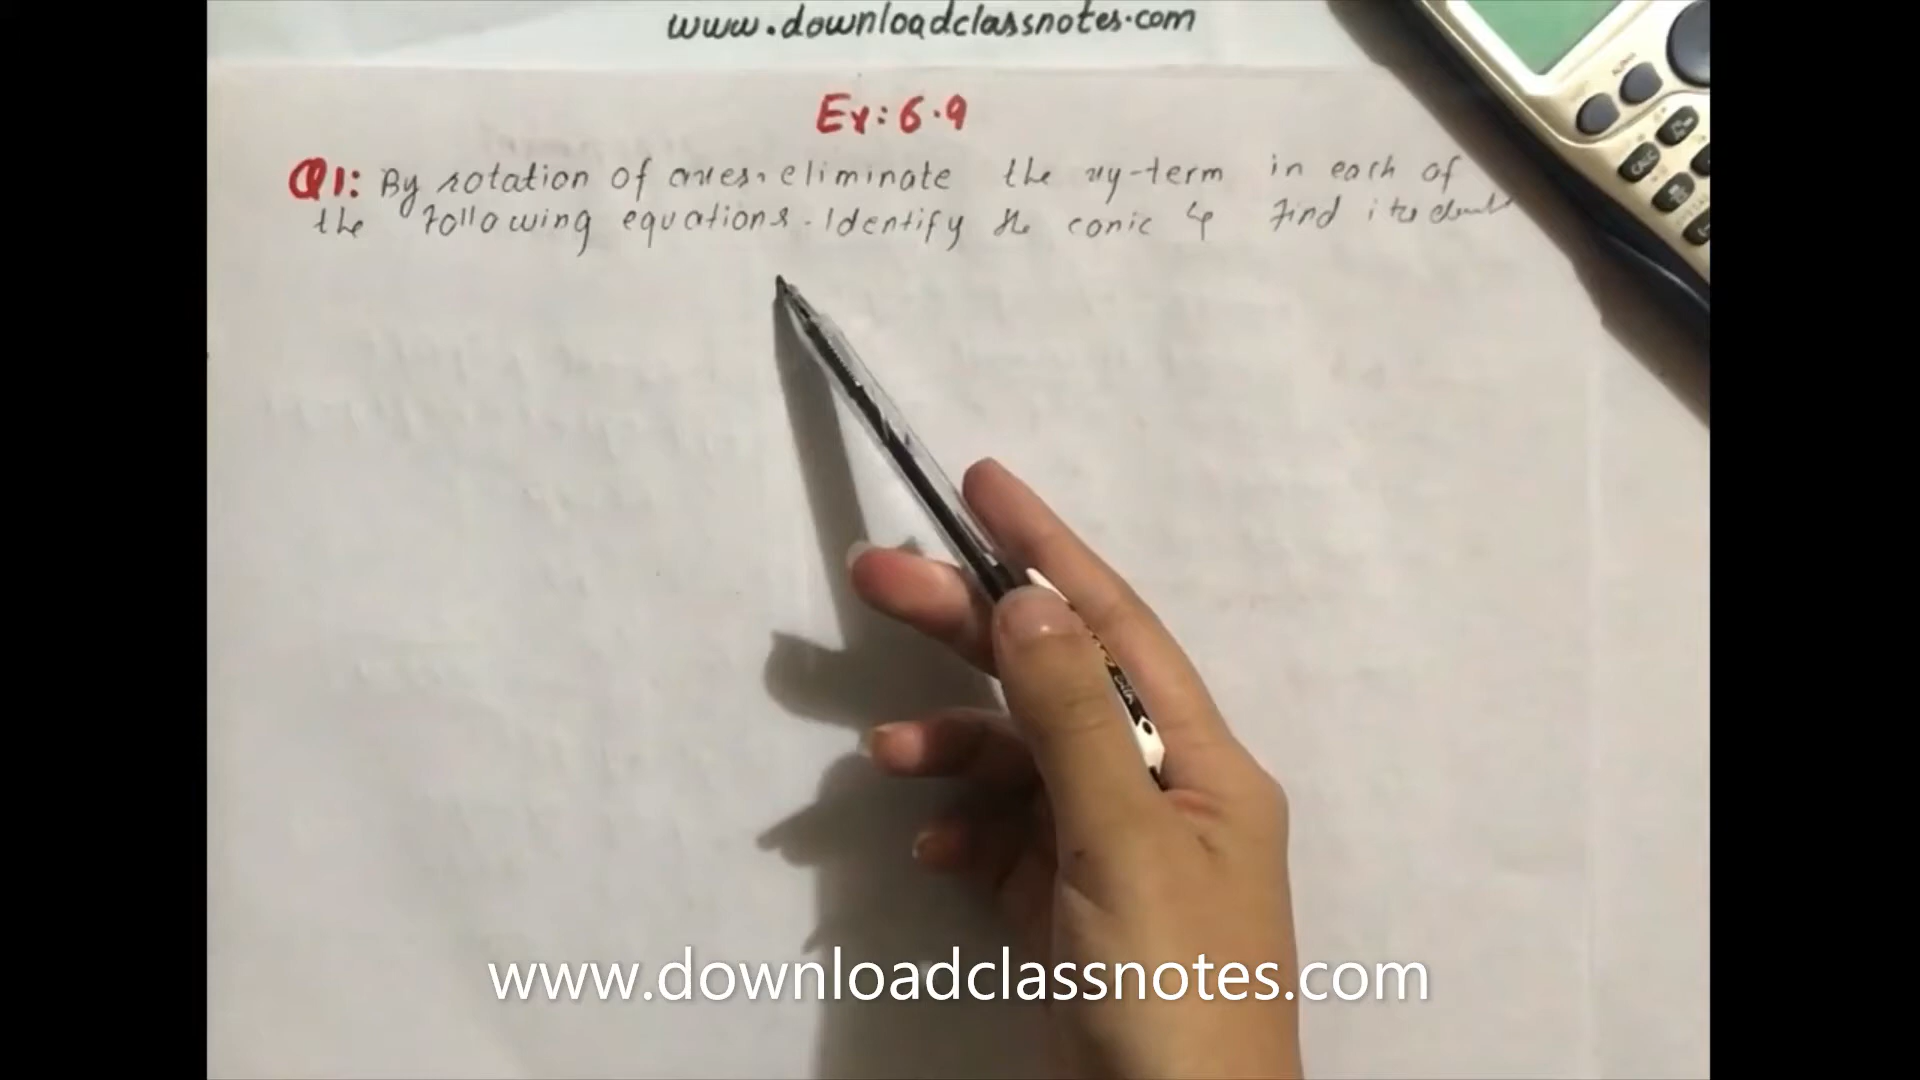 www.downloadclassnotes.com
Ex: 6.9
Q1: By rotation of axes, eliminate the xy-term in each of
the following equations. Identify the conic & find its
www.downloadclassnotes.com